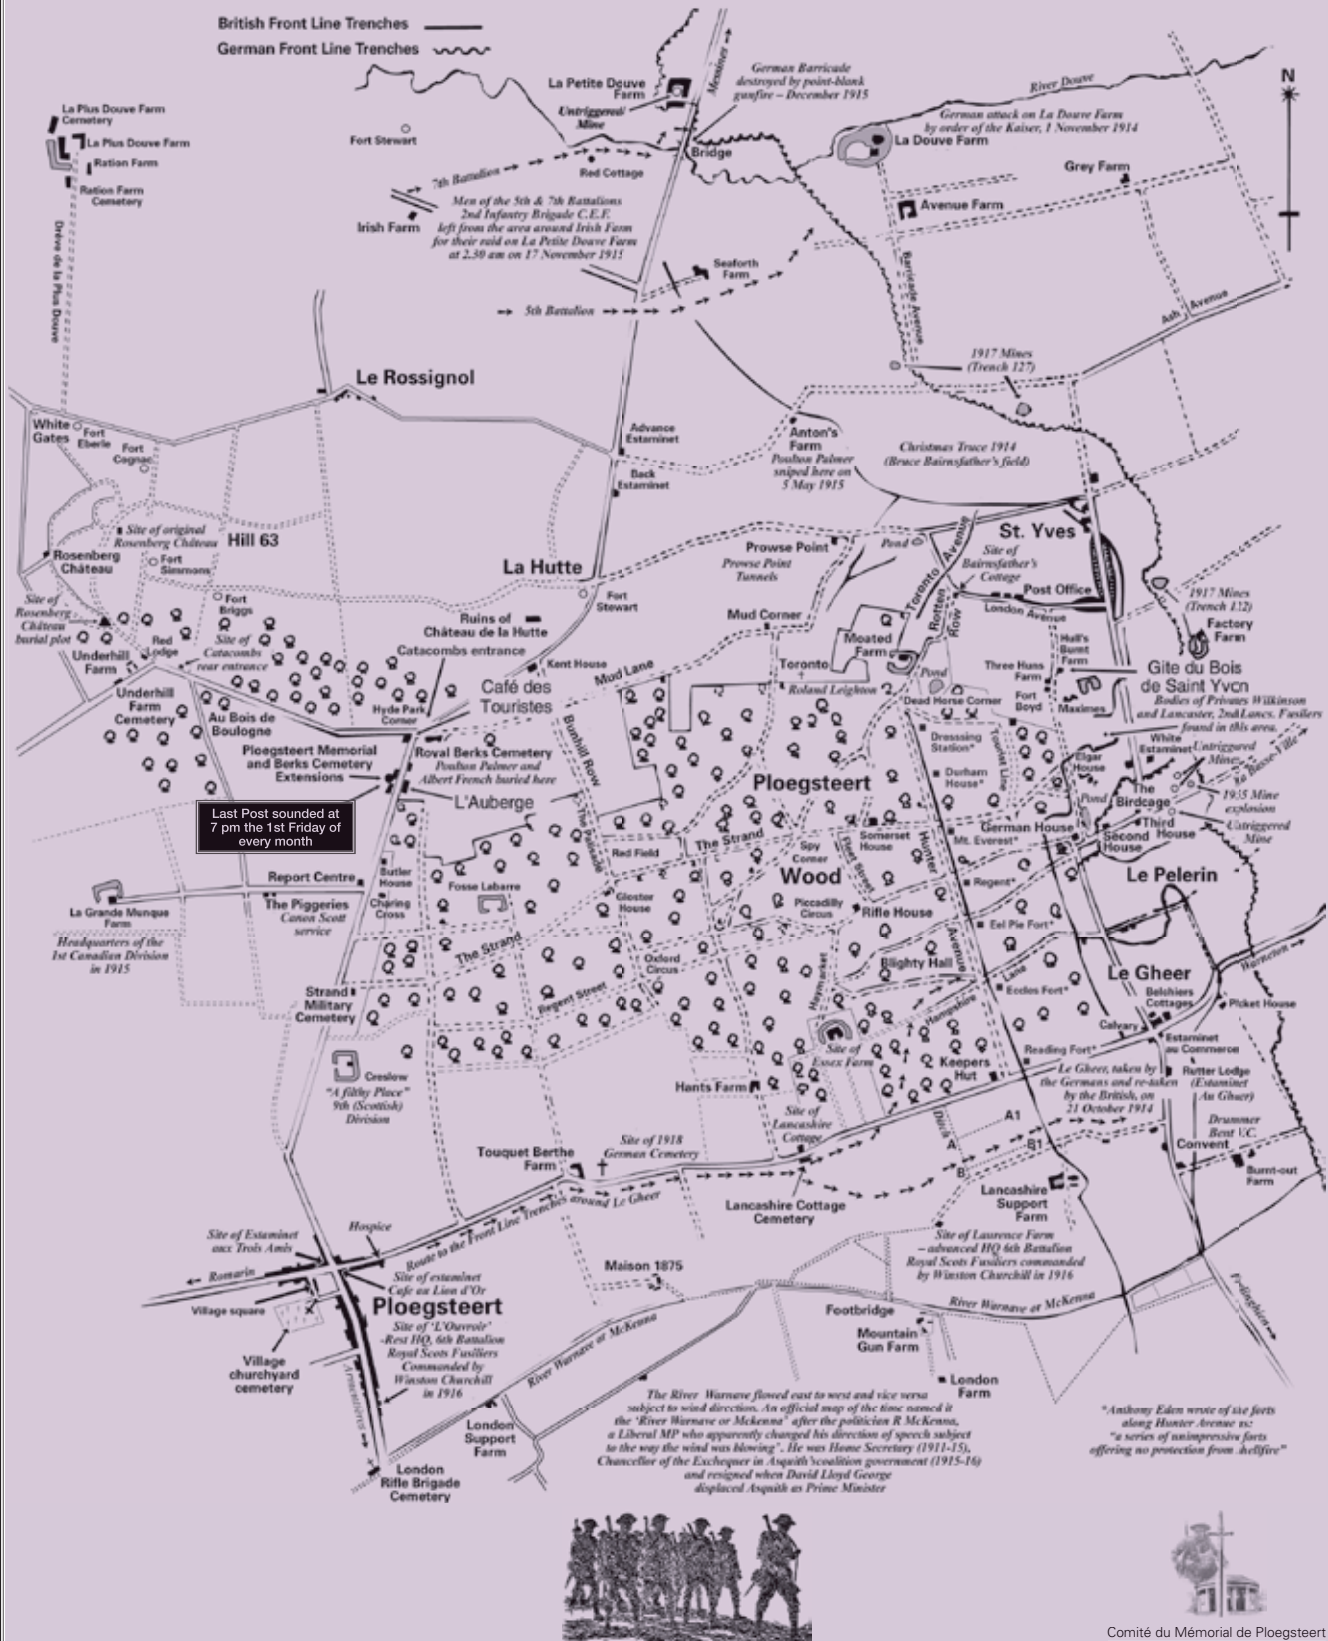 British Front Line Trenches
German Front Line Trenches
La Petite Douve
Farm
Untriggered
Mine
Messines
German Barricade
destroyed by point-blank
gunfire – December 1915
River Douve
N
German attack on La Douve Farm
by order of the Kaiser, 1 November 1914
La Douve Farm
La Plus Douve Farm
Cemetery
La Plus Douve Farm
Ration Farm
Ration Farm
Cemetery
Drève de la Plus Douve
Fort Stewart
Bridge
Red Cottage
7th Battalion
Irish Farm
Men of the 5th & 7th Battalions
2nd Infantry Brigade C.E.F.
left from the area around Irish Farm
for their raid on La Petite Douve Farm
at 2.30 am on 17 November 1915
Grey Farm
Avenue Farm
Barricade Avenue
Seaforth
Farm
5th Battalion
Ash Avenue
1917 Mines
(Trench 127)
Le Rossignol
White
Gates
Fort
Eberle
Fort
Cognac
Advance
Estaminet
Back
Estaminet
Anton's
Farm
Poulton Palmer
sniped here on
5 May 1915
Christmas Truce 1914
(Bruce Bairnsfather's field)
Site of original
Rosenberg Château
Hill 63
Rosenberg
Château
Fort
Simmons
La Hutte
Prowse Point
Prowse Point
Tunnels
Pond
St. Yves
Toronto Avenue
Site of
Bairnsfather's
Cottage
Post Office
London Avenue
Rotten
Row
1917 Mines
(Trench 122)
Factory
Farm
Site of
Rosenberg
Château
burial plot
Fort
Briggs
Fort
Stewart
Ruins of
Château de la Hutte
Catacombs entrance
Mud Corner
Moated
Farm
Hull's
Burnt
Farm
Red
Lodge
Site of
Catacombs
rear entrance
Underhill
Farm
Kent House
Mud Lane
Toronto
Roland Leighton
Pond
Three Huns
Farm
Gite du Bois
de Saint Yvon
Underhill
Farm
Cemetery
Au Bois de
Boulogne
Hyde Park
Corner
Café des
Touristes
Dead Horse Corner
Fort
Boyd
Maximes
Bodies of Privates Wilkinson
and Lancaster, 2nd Lancs. Fusiliers
found in this area.
Ploegsteert Memorial
and Berks Cemetery
Extensions
Royal Berks Cemetery
Poulton Palmer and
Albert French buried here
L'Auberge
Bunhill Row
Dresssing
Station*
Tourist Line
Durham
House*
Elgar
House
White
Estaminet
Untriggered
Mine
La Basse-Ville
Ploegsteert
Wood
Last Post sounded at
7 pm the 1st Friday of
every month
The Palisade
Red Field
The Strand
Spy
Corner
Fleet Street
Somerset
House
Hunter
Avenue
Mt. Everest*
German House
Pond
The
Birdcage
1955 Mine
explosion
Second
House
Third
House
Untriggered
Mine
Report Centre
Butler
House
Fosse Labarre
Gloster
House
Regent*
Le Pelerin
La Grande Munque
Farm
The Piggeries
Canon Scott
service
Charing
Cross
Piccadilly
Circus
Rifle House
Eel Pie Fort*
Headquarters of the
1st Canadian Division
in 1915
The Strand
Oxford
Circus
Haymarket
Blighty Hall
Le Gheer
Warneton
Strand
Military
Cemetery
Regent Street
Hampshire
Lane
Eccles Fort*
Belchiers
Cottages
Picket House
Calvary
Site of
Essex Farm
Keepers
Hut
Reading Fort*
Estaminet
au Commerce
Creslow
"A filthy Place"
9th (Scottish)
Division
Hants Farm
Le Gheer, taken by
the Germans and re-taken
by the British, on
21 October 1914
Rutter Lodge
(Estaminet
Au Gheer)
Site of
Lancashire
Cottage
Ditch
A1
A
B1
B
Drummer
Bent V.C.
Convent
Burnt-out
Farm
Touquet Berthe
Farm
Site of 1918
German Cemetery
Lancashire Cottage
Cemetery
Lancashire
Support
Farm
Site of Estaminet
aux Trois Amis
Hospice
Route to the Front Line Trenches around Le Gheer
Site of Laurence Farm
– advanced HQ 6th Battalion
Royal Scots Fusiliers commanded
by Winston Churchill in 1916
Romarin
Site of estaminet
Cafe au Lion d'Or
Maison 1875
Village square
Ploegsteert
Site of 'L'Ouvroir'
-Rest HQ, 6th Battalion
Royal Scots Fusiliers
Commanded by
Winston Churchill
in 1916
River Warnave or McKenna
Footbridge
River Warnave or McKenna
Mountain
Gun Farm
Frelinghien
Village
churchyard
cemetery
Armentières
London
Farm
London
Support
Farm
London
Rifle Brigade
Cemetery
The River Warnave flowed east to west and vice versa
subject to wind direction. An official map of the time named it
the 'River Warnave or Mckenna' after the politician R McKenna,
a Liberal MP who apparently changed his direction of speech subject
to the way the wind was blowing'. He was Home Secretary (1911-15),
Chancellor of the Exchequer in Asquith'scoalition government (1915-16)
and resigned when David Lloyd George
displaced Asquith as Prime Minister
*Anthony Eden wrote of the forts
along Hunter Avenue as:
"a series of unimpressive forts
offering no protection from shellfire"
Comité du Mémorial de Ploegsteert